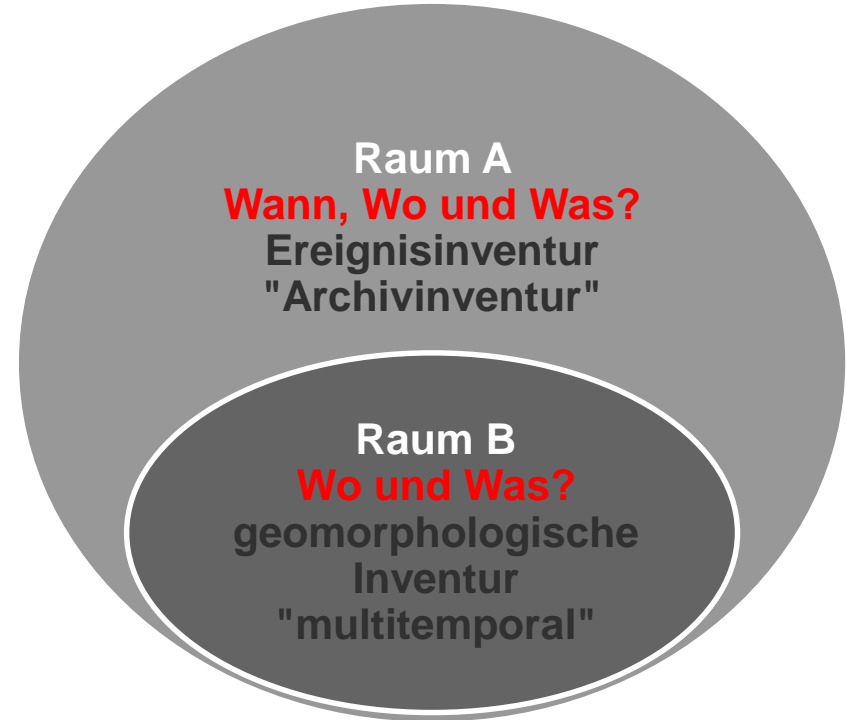 Raum A
Wann, Wo und Was?
Ereignisinventur
"Archivinventur"
Raum B
Wo und Was?
geomorphologische
Inventur
"multitemporal"